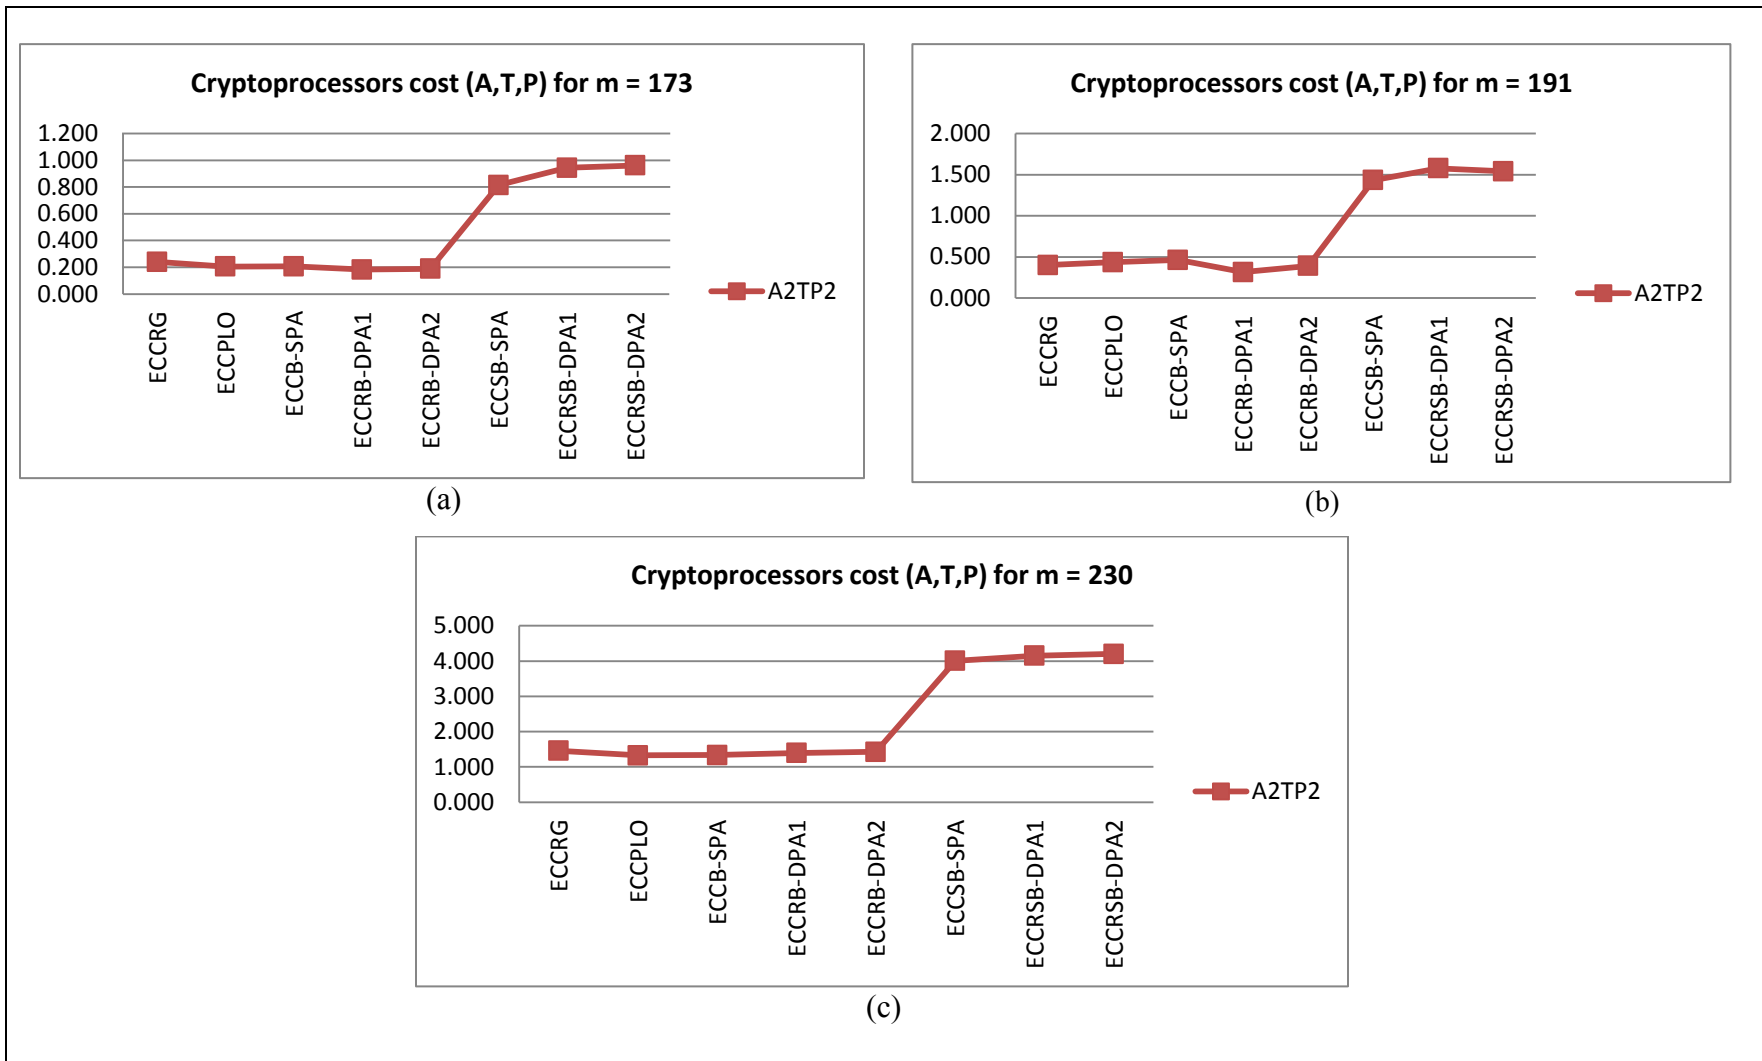 Cryptoprocessors cost (A,T,P) for m = 173
1.200
1.000
0.800
0.600
0.400
0.200
0.000
A2TP2
ECCRG
ECCPLO
ECCB-SPA
ECCRB-DPA1
ECCRB-DPA2
ECCSB-SPA
ECCRSB-DPA1
ECCRSB-DPA2
(a)
Cryptoprocessors cost (A,T,P) for m = 191
2.000
1.500
1.000
0.500
0.000
A2TP2
ECCRG
ECCPLO
ECCB-SPA
ECCRB-DPA1
ECCRB-DPA2
ECCSB-SPA
ECCRSB-DPA1
ECCRSB-DPA2
(b)
Cryptoprocessors cost (A,T,P) for m = 230
5.000
4.000
3.000
2.000
1.000
0.000
A2TP2
ECCRG
ECCPLO
ECCB-SPA
ECCRB-DPA1
ECCRB-DPA2
ECCSB-SPA
ECCRSB-DPA1
ECCRSB-DPA2
(c)